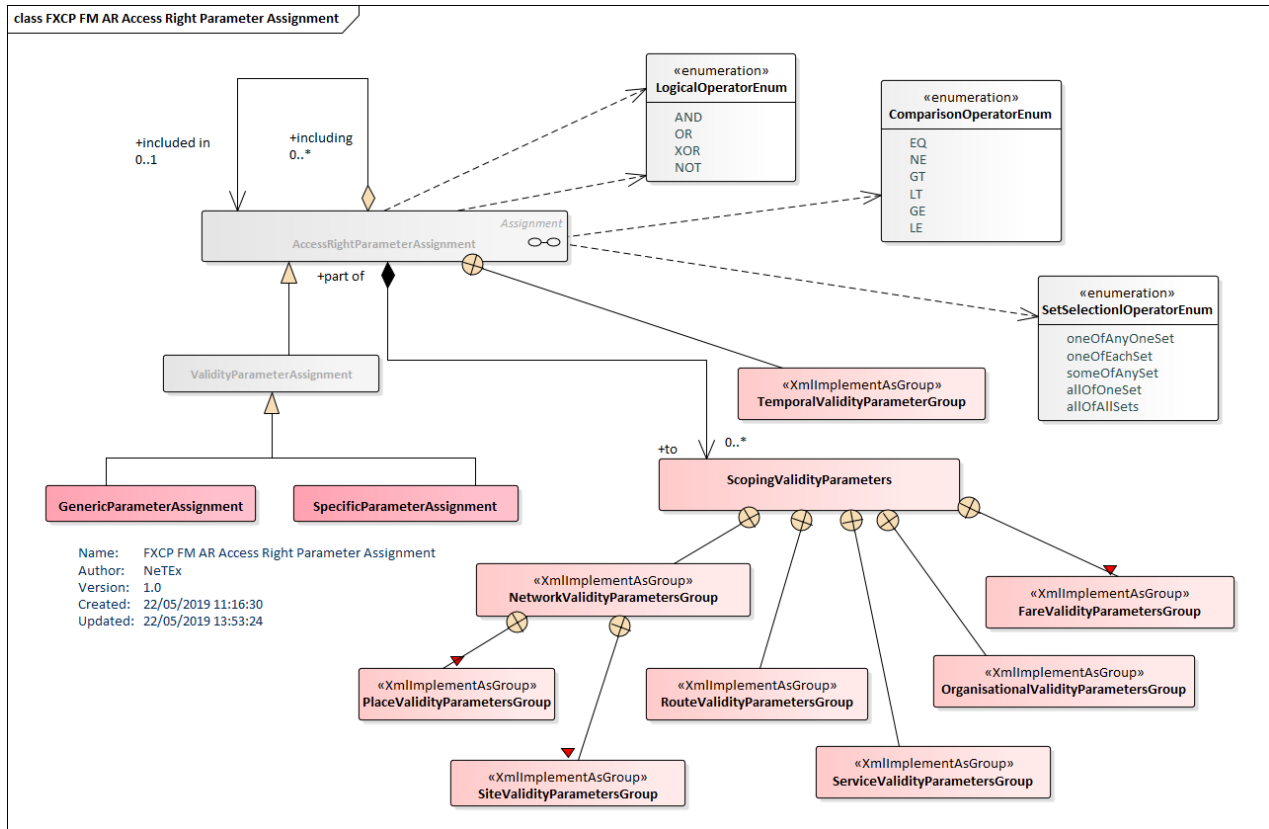 class FXCP FM AR Access Right Parameter Assignment
«enumeration»
LogicalOperatorEnum
AND
OR
XOR
NOT
«enumeration»
ComparisonOperatorEnum
EQ
NE
GT
LT
GE
LE
+included in
0..1
+including
0..*
Assignment
AccessRightParameterAssignment
+part of
«enumeration»
SetSelectionlOperatorEnum
oneOfAnyOneSet
oneOfEachSet
someOfAnySet
allOfOneSet
allOfAllSets
ValidityParameterAssignment
«XmlImplementAsGroup»
TemporalValidityParameterGroup
+to
0..*
ScopingValidityParameters
GenericParameterAssignment
SpecificParameterAssignment
Name: FXCP FM AR Access Right Parameter Assignment
Author: NeTEx
Version: 1.0
Created: 22/05/2019 11:16:30
Updated: 22/05/2019 13:53:24
«XmlImplementAsGroup»
NetworkValidityParametersGroup
«XmlImplementAsGroup»
FareValidityParametersGroup
«XmlImplementAsGroup»
PlaceValidityParametersGroup
«XmlImplementAsGroup»
RouteValidityParametersGroup
«XmlImplementAsGroup»
OrganisationalValidityParametersGroup
«XmlImplementAsGroup»
SiteValidityParametersGroup
«XmlImplementAsGroup»
ServiceValidityParametersGroup